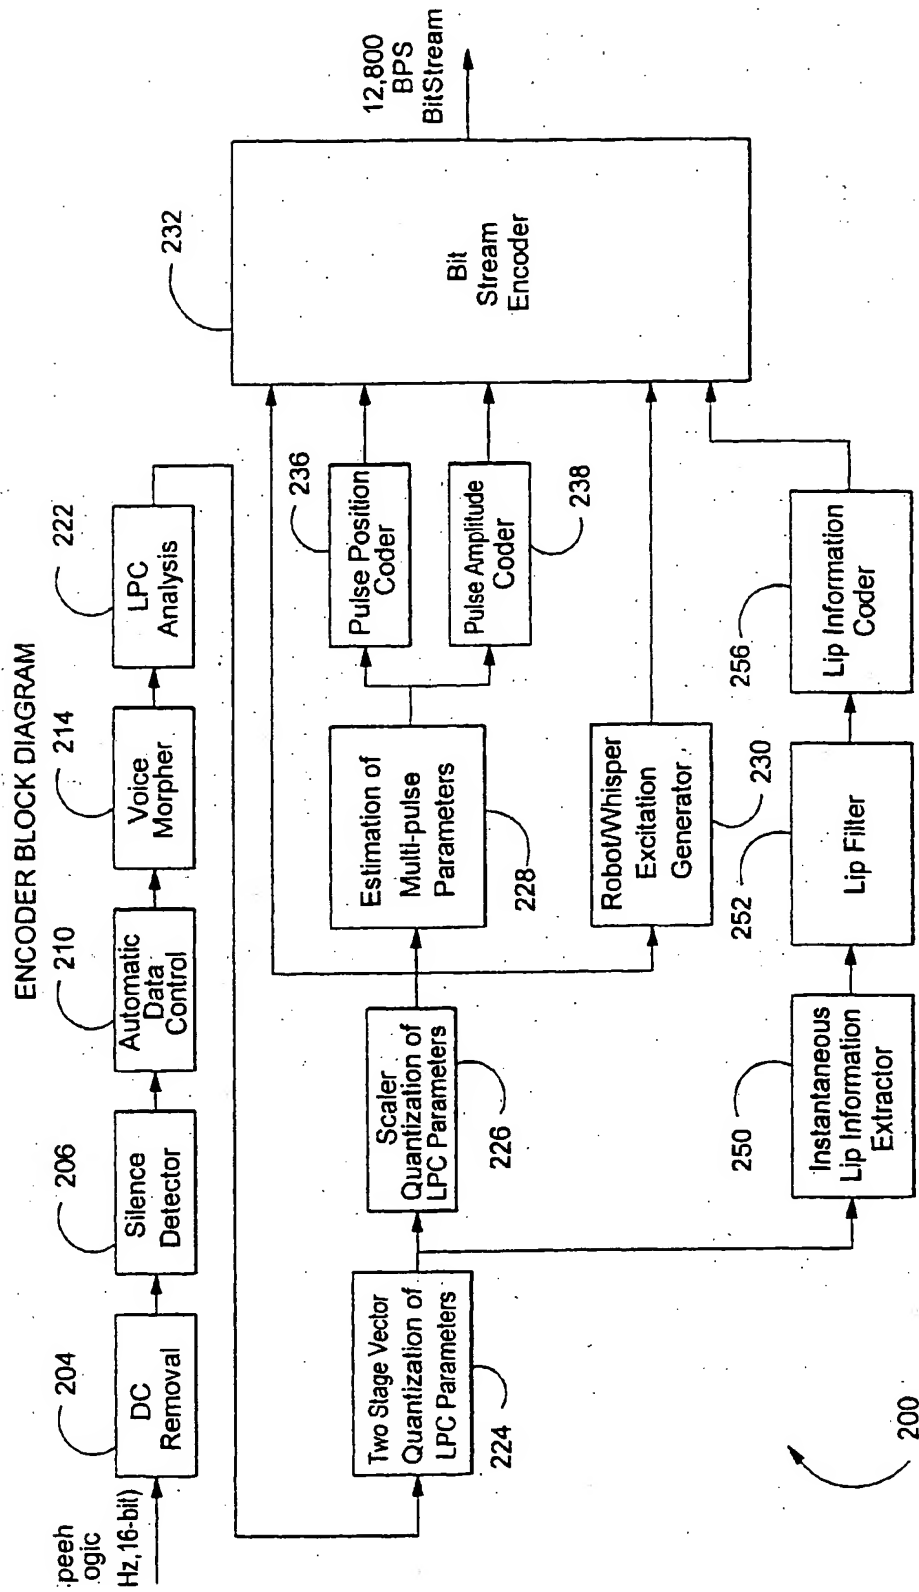 ENCODER BLOCK DIAGRAM
Hz,16-bit)
204
DC
Removal
206
Silence
Detector
210
Automatic
Data
Control
214
Voice
Morpher
222
LPC
Analysis
Two Stage Vector
Quantization of
LPC Parameters
224
Scaler
Quantization of
LPC Parameters
226
Estimation of
Multi-pulse
Parameters
228
236
Pulse Position
Coder
Pulse Amplitude
Coder
238
232
Bit
Stream
Encoder
12,800
BPS
BitStream
Robot/Whisper
Excitation
Generator
230
250
Instantaneous
Lip Information
Extractor
252
Lip Filter
256
Lip Information
Coder
200